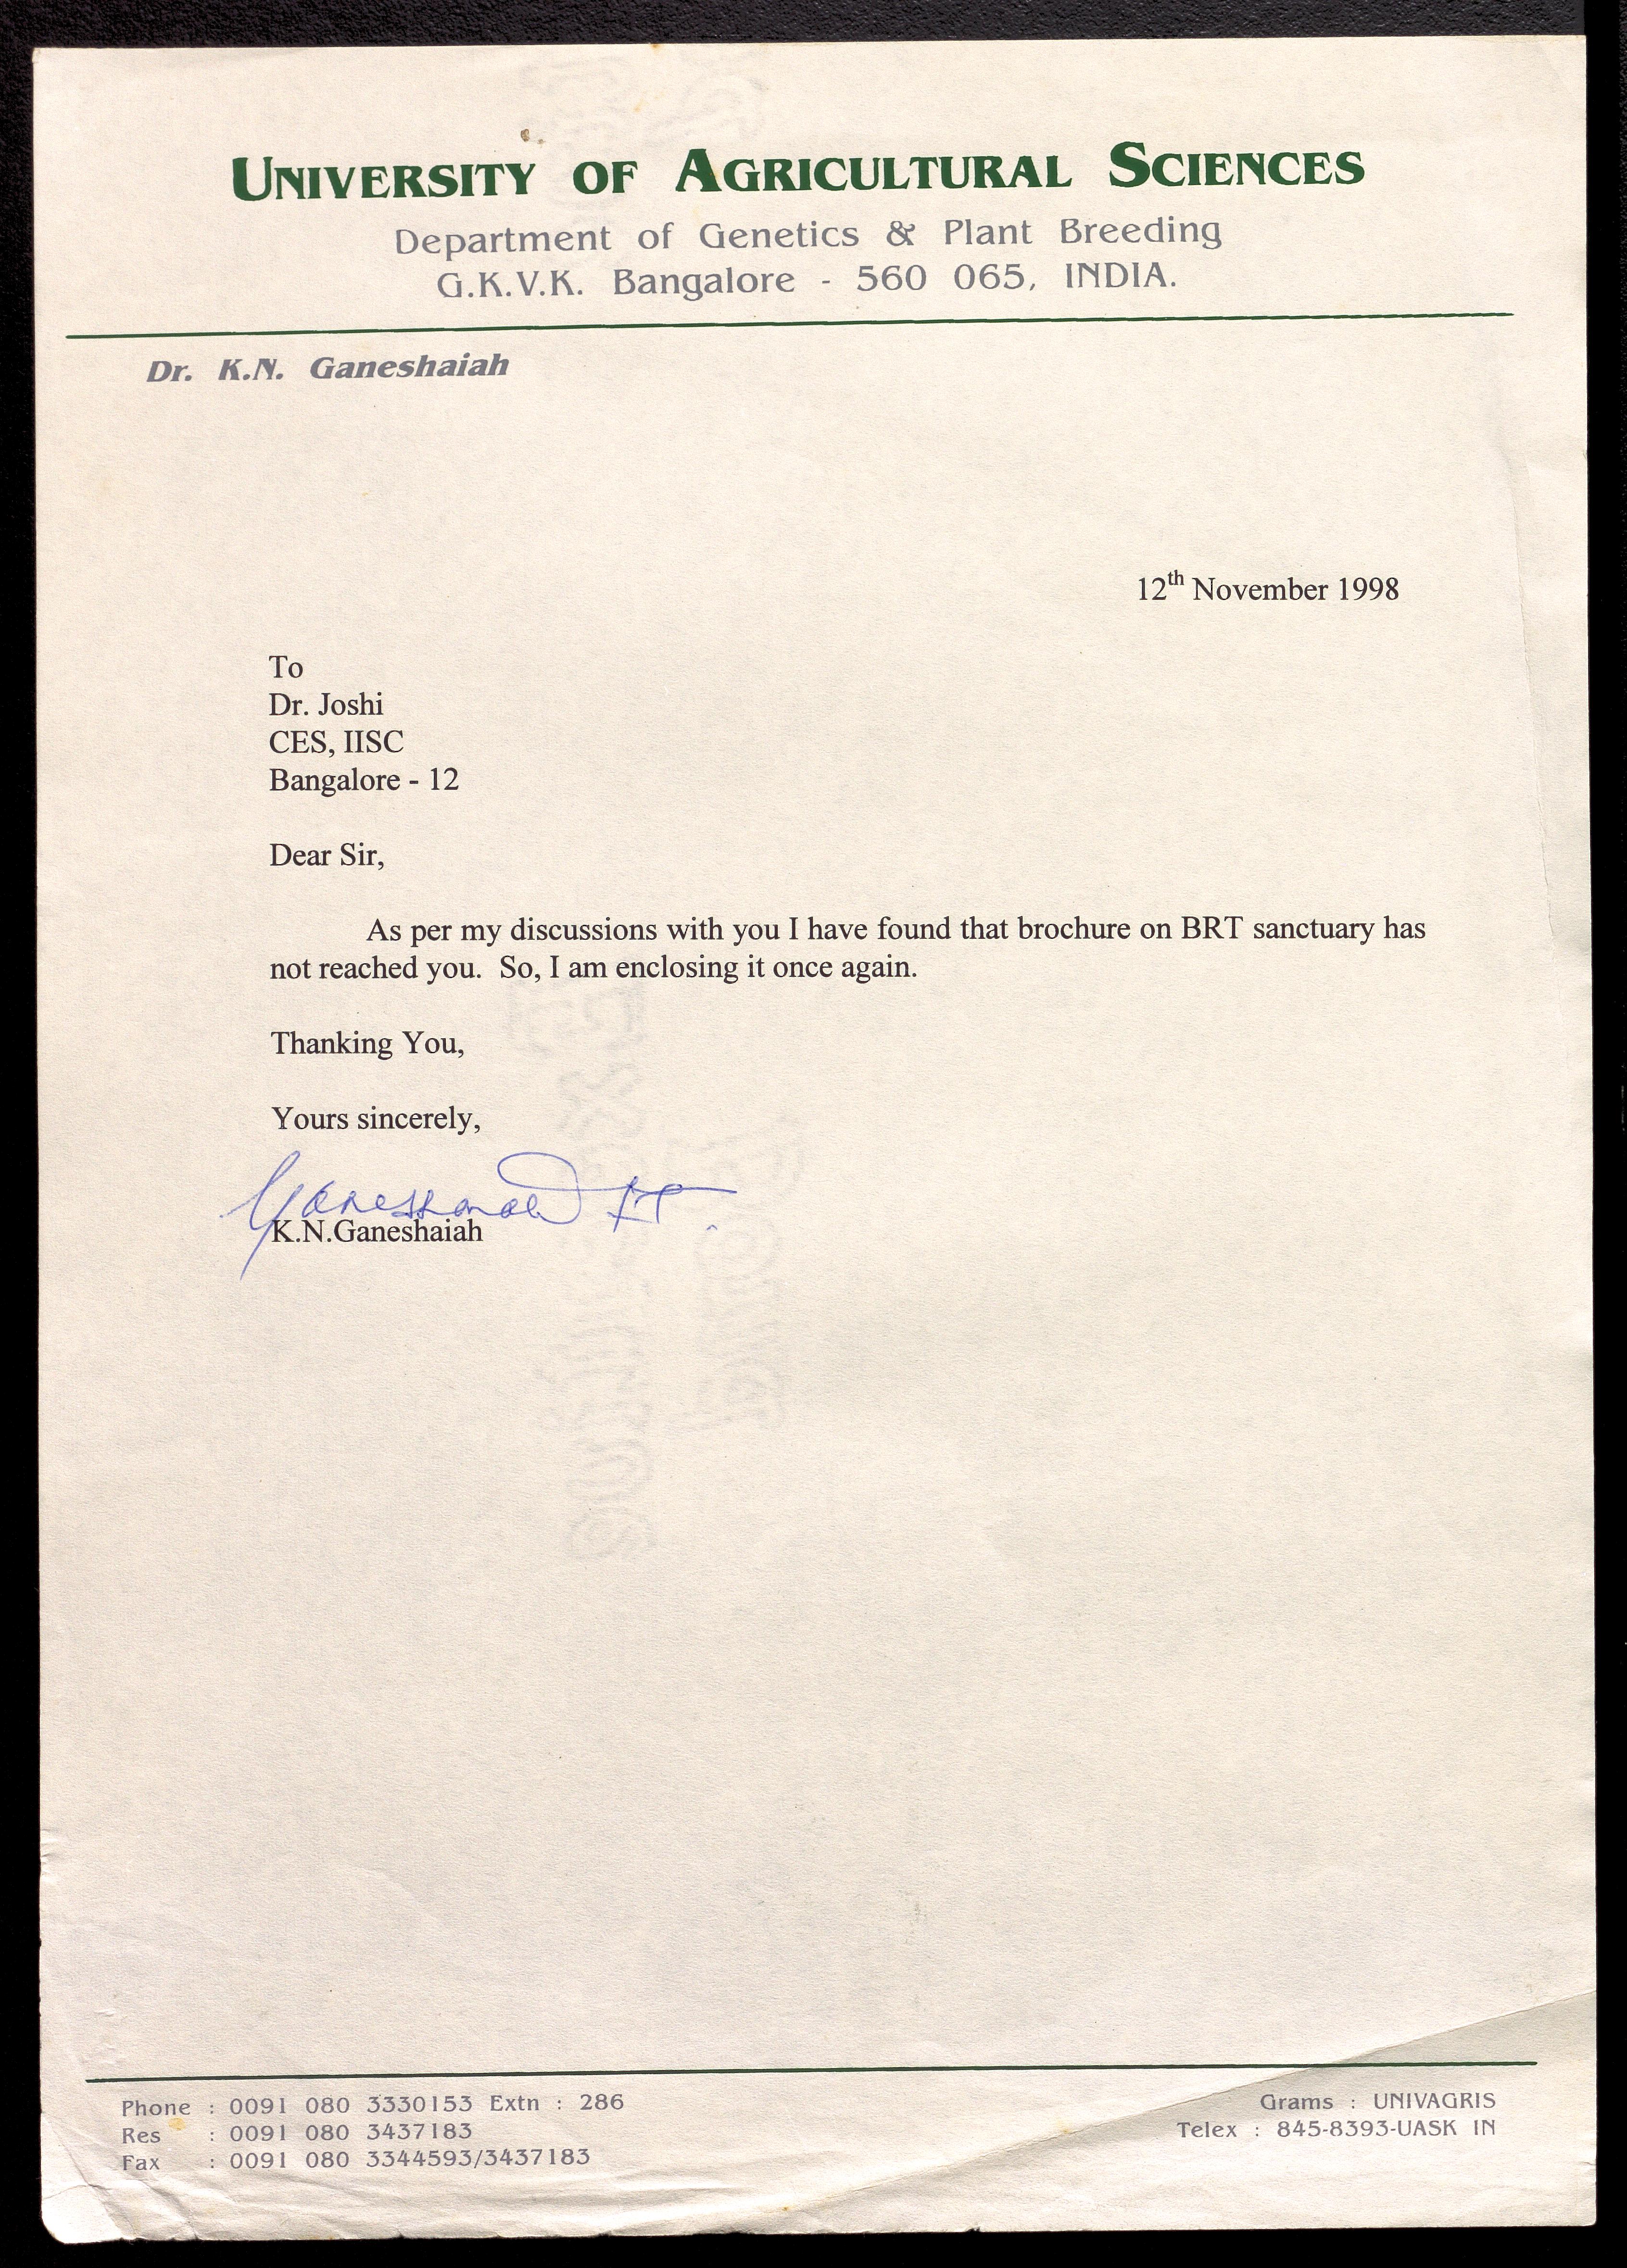 UNIVERSITY OF AGRICULTURAL SCIENCES
Department of Genetics & Plant Breeding
G.K.V.K. Bangalore - 560 065, INDIA.
Dr. K.N. Ganeshaiah
12th November 1998
To
Dr. Joshi
CES, IISC
Bangalore - 12
Dear Sir,
As per my discussions with you I have found that brochure on BRT sanctuary has
not reached you. So, I am enclosing it once again.
Thanking You,
Yours sincerely,
K.N.Ganeshaiah
Phone : 0091 080 3330153 Extn : 286
Res : 0091 080 3437183
Fax : 0091 080 3344593/3437183
Grams : UNIVAGRIS
Telex : 845-8393-UASK IN